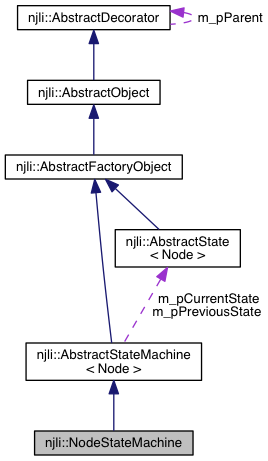 njli::AbstractDecorator
m_pParent
njli::AbstractObject
njli::AbstractFactoryObject
njli::AbstractState
< Node >
m_pCurrentState
m_pPreviousState
njli::AbstractStateMachine
< Node >
njli::NodeStateMachine